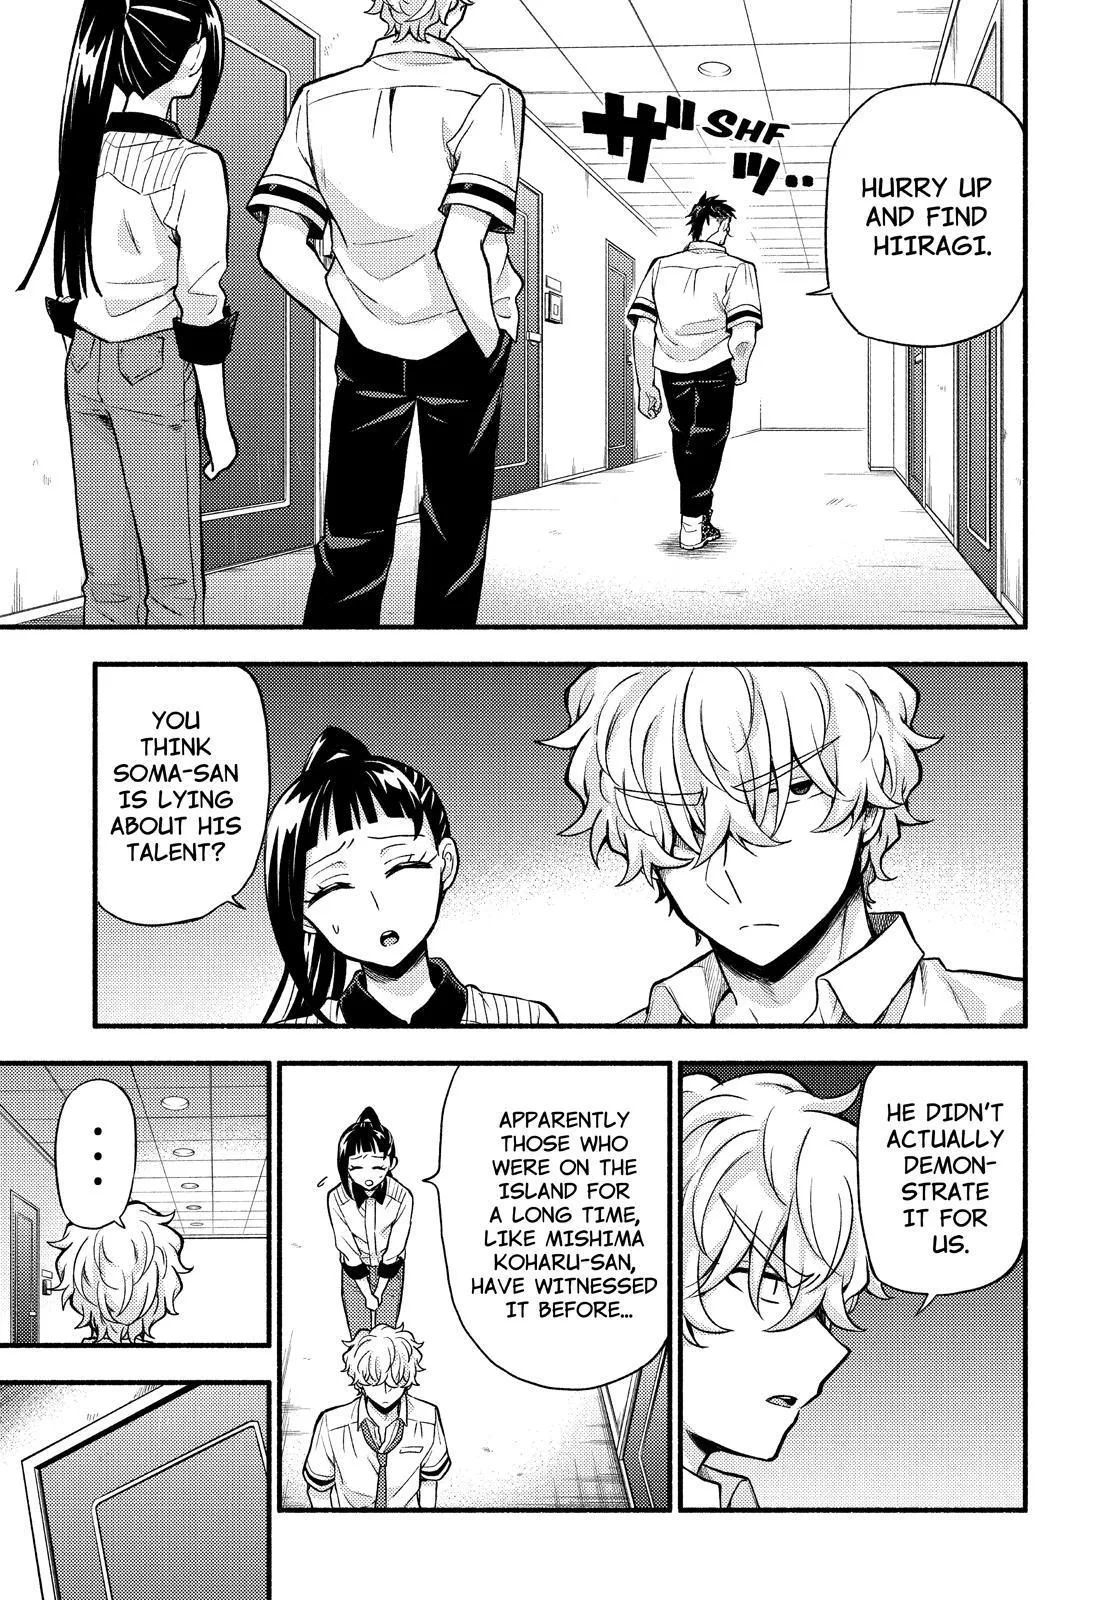 HURRY UP
AND FIND
HIIRAGI.
ザッ
SHF
ッ..
YOU
THINK
SOMA-SAN
IS LYING
ABOUT HIS
TALENT?
HE DIDN'T
ACTUALLY
DEMON-
STRATE
IT FOR
US.
APPARENTLY
THOSE WHO
WERE ON THE
ISLAND FOR
A LONG TIME,
LIKE MISHIMA
KOHARU-SAN,
HAVE WITNESSED
IT BEFORE...
...